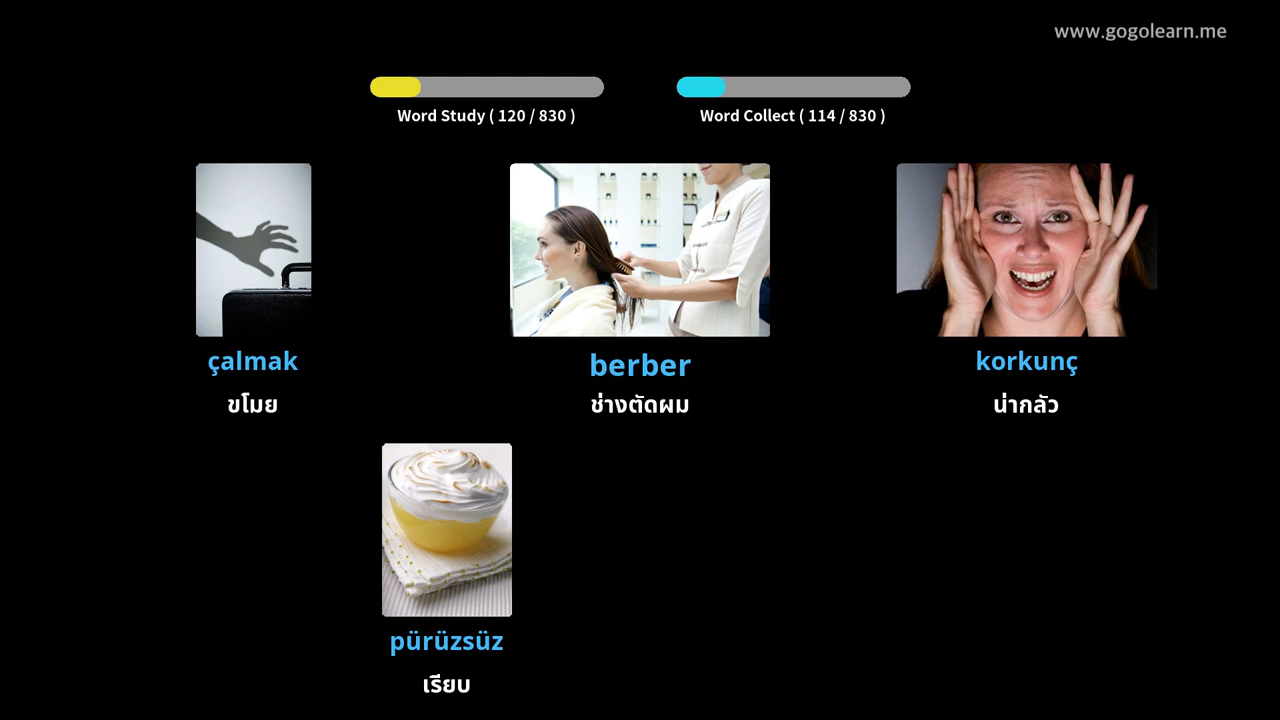 www.gogolearn.me
Word Study ( 120 / 830 )
Word Collect ( 114 / 830 )
çalmak
ขโมย
berber
ช่างตัดผม
korkunç
น่ากลัว
pürüzsüz
เรียบ